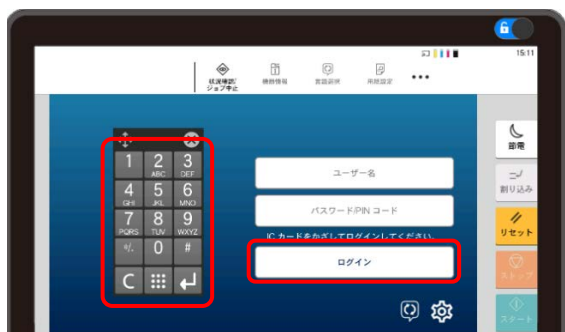 15:11
状況確認/
ジョブ中止
機器情報
言語選択
用紙設定
節電
割り込み
リセット
ストップ
スタート
1
2 ABC
3 DEF
4 GHI
5 JKL
6 MNO
7 PQRS
8 TUV
9 WXYZ
*/.
0
#
C
ユーザー名
パスワード/PIN コード
IC カードをかざしてログインしてください。
ログイン